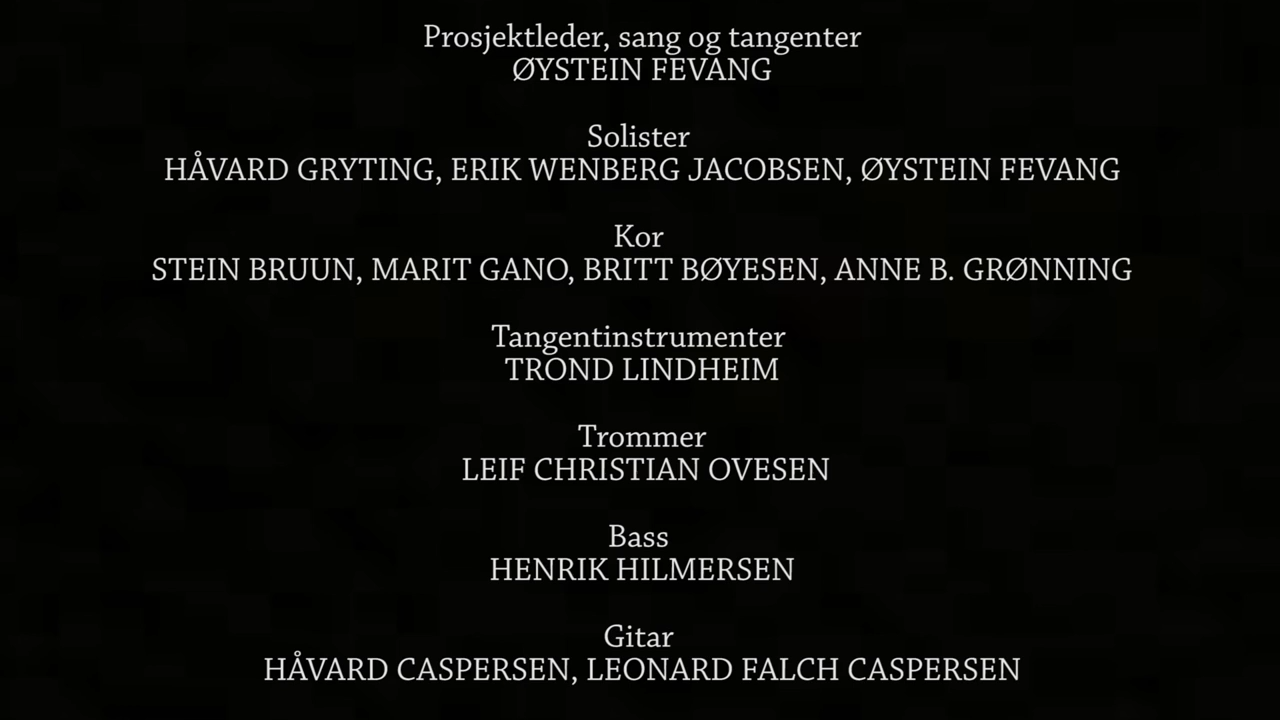 Prosjektleder, sang og tangenter
ØYSTEIN FEVANG
Solister
HÅVARD GRYTING, ERIK WENBERG JACOBSEN, ØYSTEIN FEVANG
Kor
STEIN BRUUN, MARIT GANO, BRITT BØYESEN, ANNE B. GRØNNING
Tangentinstrumenter
TROND LINDHEIM
Trommer
LEIF CHRISTIAN OVESEN
Bass
HENRIK HILMERSEN
Gitar
HÅVARD CASPERSEN, LEONARD FALCH CASPERSEN